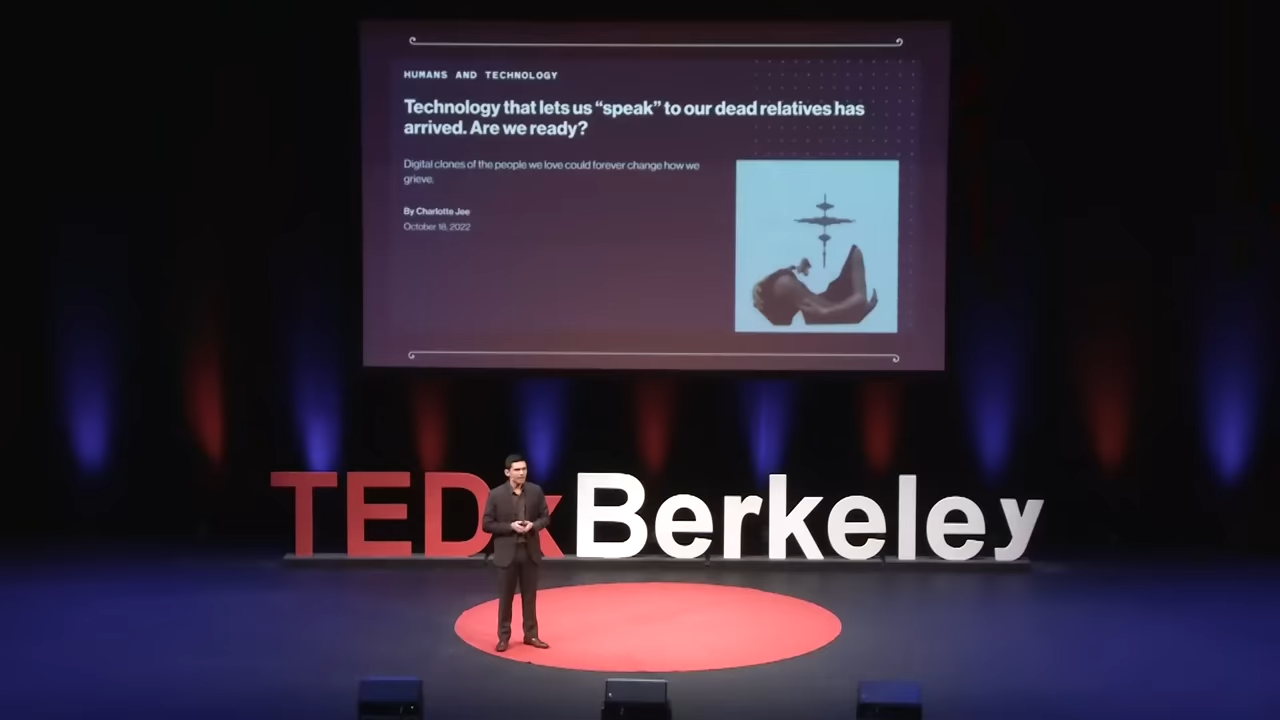 HUMANS AND TECHNOLOGY
Technology that lets us “speak” to our dead relatives has
arrived. Are we ready?
Digital clones of the people we love could forever change how we
grieve.
By Charlotte Jee
October 18, 2022
TEDxBerkeley